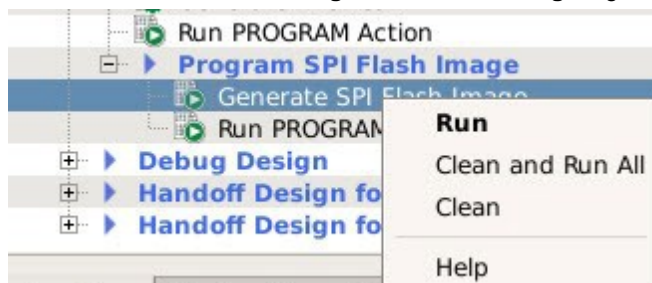 Run PROGRAM Action
Program SPI Flash Image
Generate SPI Flash Image
Run PROGRAM
Run
Clean and Run All
Clean
Help
Debug Design
Handoff Design fo
Handoff Design fo